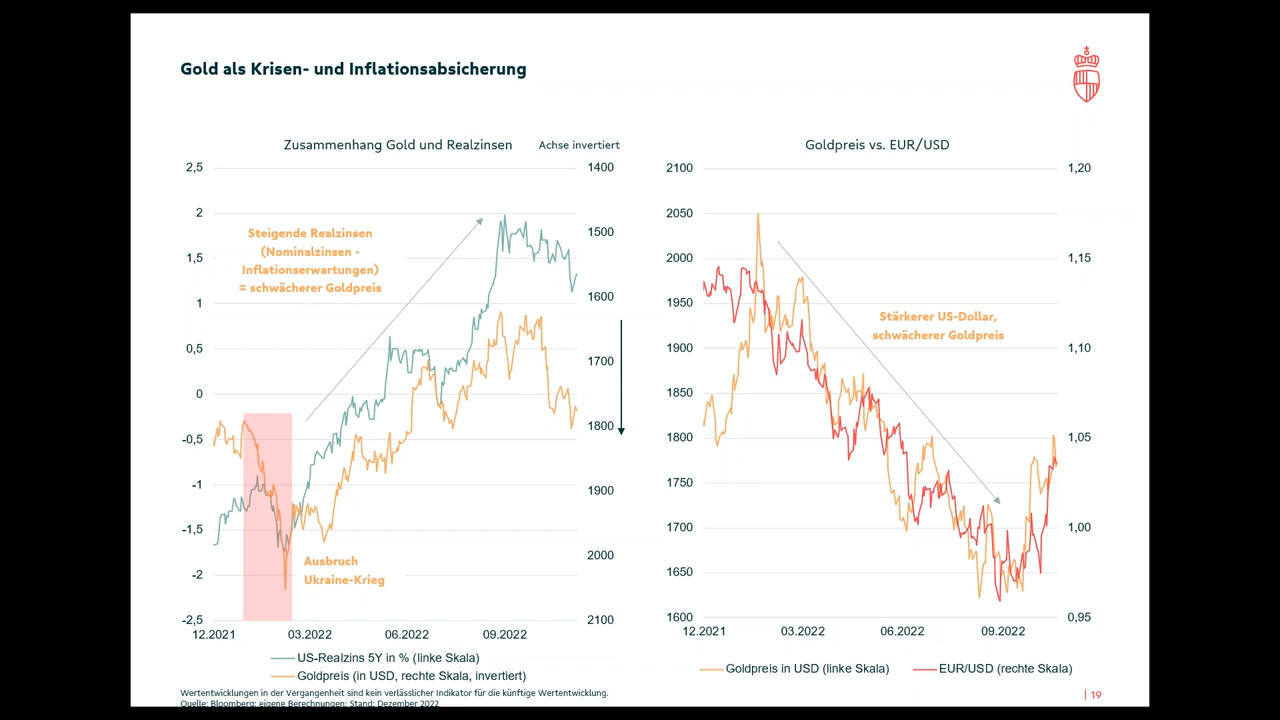 Gold als Krisen- und Inflationsabsicherung
Zusammenhang Gold und Realzinsen
Achse invertiert
2,5
2
1,5
1
0,5
0
-0,5
-1
-1,5
-2
-2,5
1400
1500
1600
1700
1800
1900
2000
2100
Steigende Realzinsen
(Nominalzinsen -
Inflationserwartungen)
= schwächerer Goldpreis
Ausbruch
Ukraine-Krieg
12.2021
03.2022
06.2022
09.2022
US-Realzins 5Y in % (linke Skala)
Goldpreis (in USD, rechte Skala, invertiert)
Goldpreis vs. EUR/USD
2100
2050
2000
1950
1900
1850
1800
1750
1700
1650
1600
1,20
1,15
1,10
1,05
1,00
0,95
Stärkerer US-Dollar,
schwächerer Goldpreis
12.2021
03.2022
06.2022
09.2022
Goldpreis in USD (linke Skala)
EUR/USD (rechte Skala)
Wertentwicklungen in der Vergangenheit sind kein verlässlicher Indikator für die künftige Wertentwicklung.
Quelle: Bloomberg; eigene Berechnungen; Stand: Dezember 2022
| 19